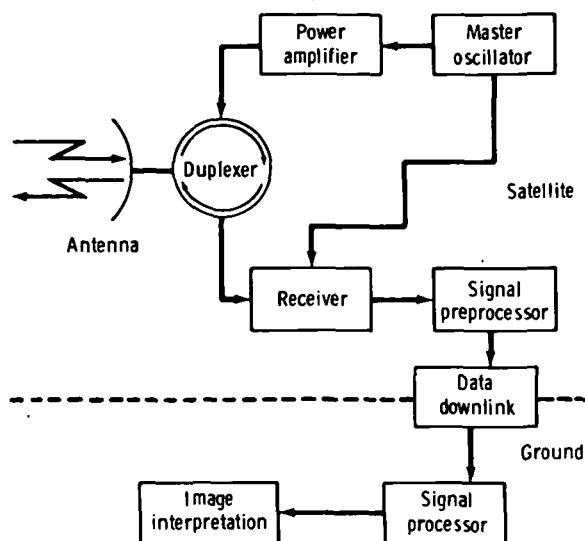 Power
amplifier
Master
oscillator
Duplexer
Satellite
Antenna
Receiver
Signal
preprocessor
Data
downlink
Ground
Image
interpretation
Signal
processor